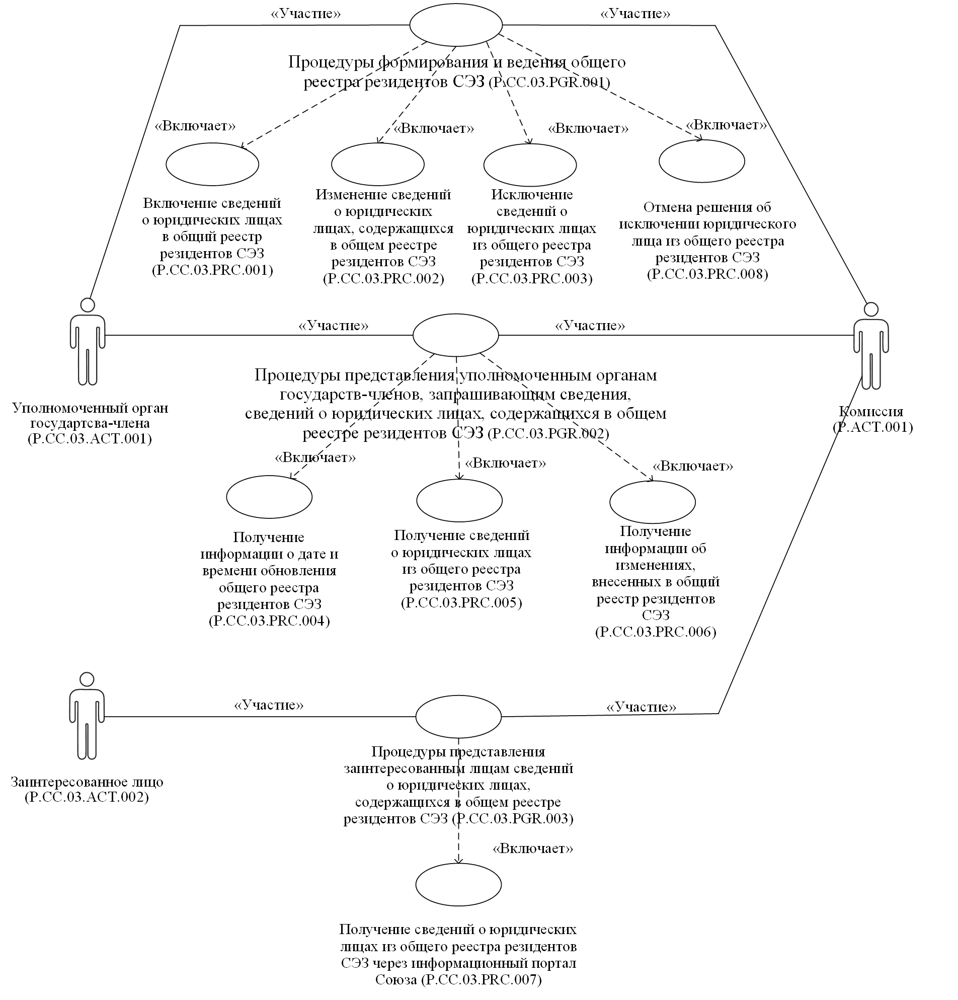 «Участие»
«Участие»
Процедуры формирования и ведения общего
реестра резидентов СЭЗ (P.CC.03.PGR.001)
«Включает»
«Включает»
«Включает»
«Включает»
Включение сведений
о юридических лицах
в общий реестр
резидентов СЭЗ
(P.CC.03.PRC.001)
Изменение сведений
о юридических
лицах, содержащихся
в общем реестре
резидентов СЭЗ
(P.CC.03.PRC.002)
Исключение
сведений о
юридических лицах
из общего реестра
резидентов СЭЗ
(P.CC.03.PRC.003)
Отмена решения об
исключении юридического
лица из общего реестра
резидентов СЭЗ
(P.CC.03.PRC.008)
«Участие»
«Участие»
Уполномоченный орган
государтсва-члена
(P.CC.03.ACT.001)
Процедуры представления уполномоченным органам
государств-членов, запрашивающим сведения,
сведений о юридических лицах, содержащихся в общем
реестре резидентов СЭЗ (P.CC.03.PGR.002)
Комиссия
(P.ACT.001)
«Включает»
«Включает»
«Включает»
Получение
информации о дате и
времени обновления
общего реестра
резидентов СЭЗ
(P.CC.03.PRC.004)
Получение сведений
о юридических лицах
из общего реестра
резидентов СЭЗ
(P.CC.03.PRC.005)
Получение
информации об
изменениях,
внесенных в общий
реестр резидентов
СЭЗ
(P.CC.03.PRC.006)
«Участие»
«Участие»
Заинтересованное лицо
(P.CC.03.ACT.002)
Процедуры представления
заинтересованным лицам сведений
о юридических лицах,
содержащихся в общем реестре
резидентов СЭЗ (P.CC.03.PGR.003)
«Включает»
Получение сведений о юридических
лицах из общего реестра резидентов
СЭЗ через информационный портал
Союза (P.CC.03.PRC.007)